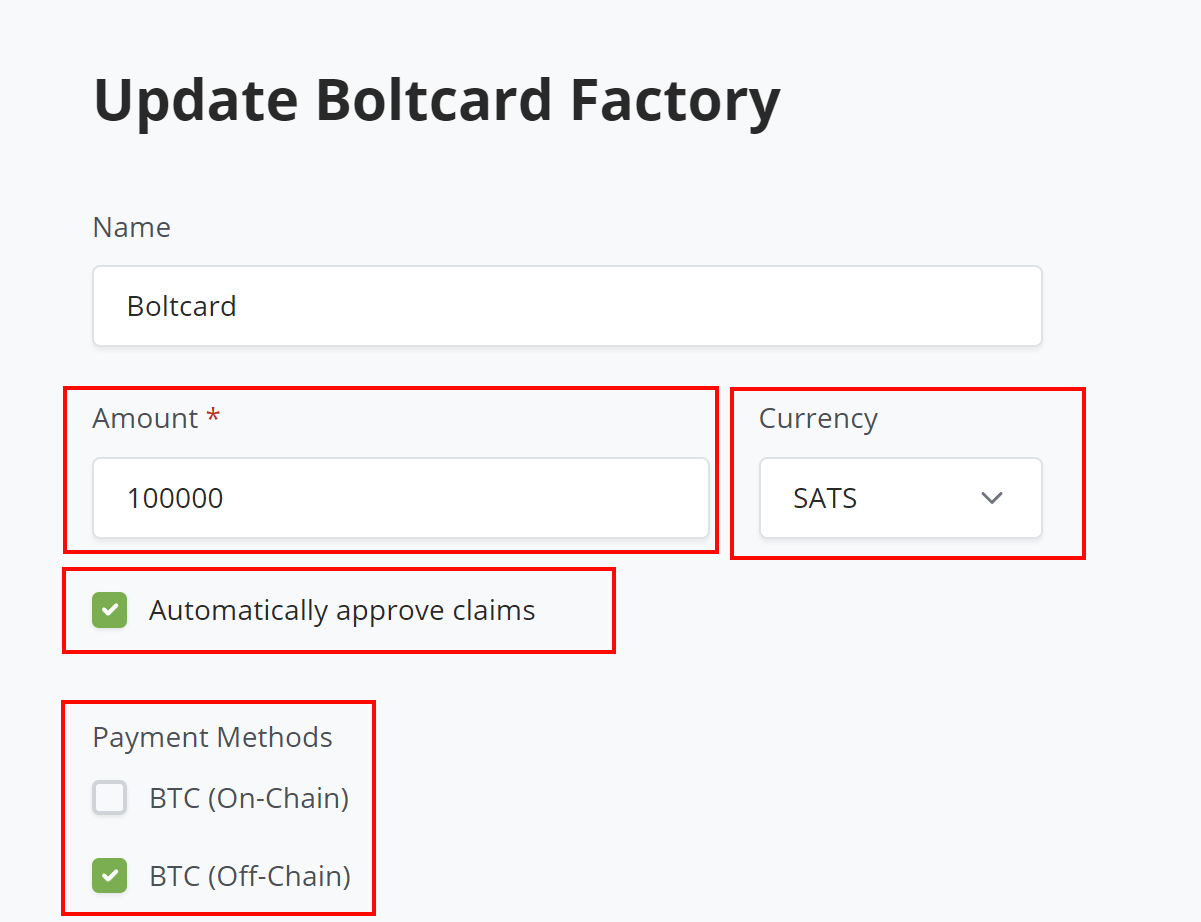 Update Boltcard Factory
Name
Boltcard
Amount *
Currency
100000
SATS
Automatically approve claims
Payment Methods
BTC (On-Chain)
BTC (Off-Chain)